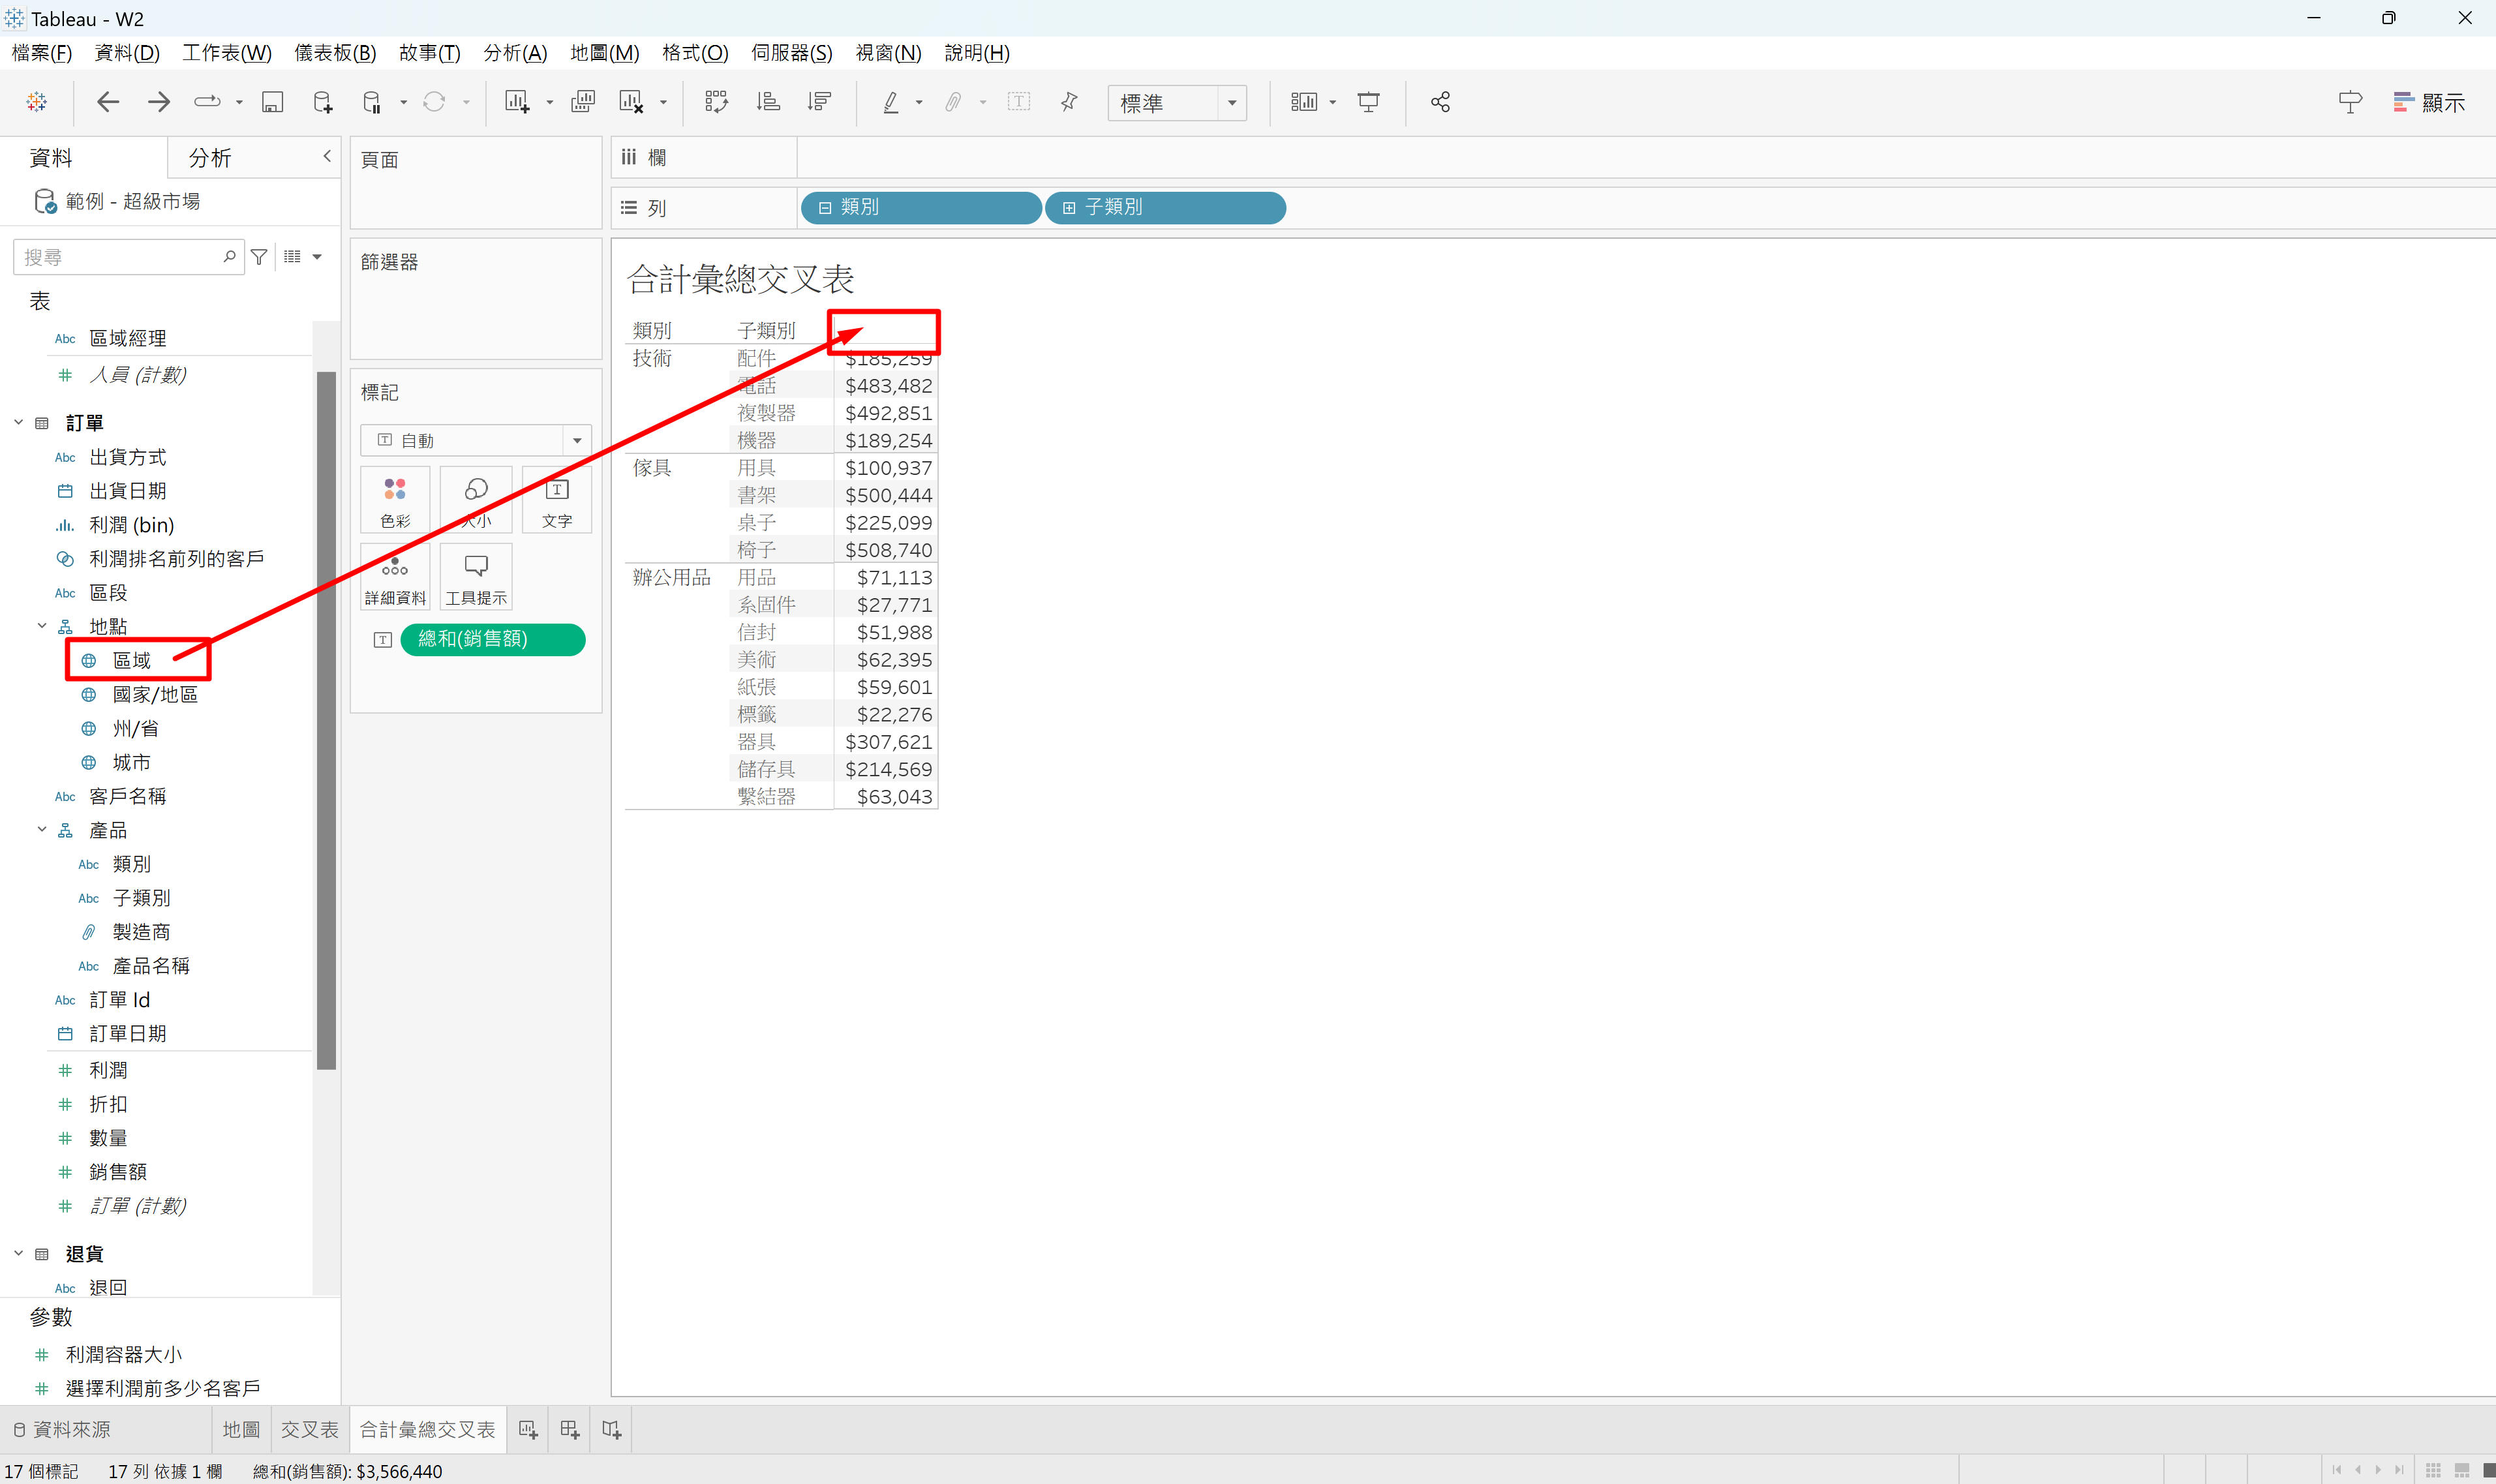 Tableau - W2
檔案(F) 資料(D) 工作表(W) 儀表板(B) 故事(T) 分析(A) 地圖(M) 格式(O) 伺服器(S) 視窗(N) 說明(H)
標準
顯示
資料 分析
範例 - 超級市場
搜尋
表
Abc 區域經理
人員 (計數)
訂單
Abc 出貨方式
出貨日期
利潤 (bin)
利潤排名前列的客戶
Abc 區段
地點
區域
國家/地區
州/省
城市
Abc 客戶名稱
產品
Abc 類別
Abc 子類別
製造商
Abc 產品名稱
Abc 訂單 Id
訂單日期
利潤
折扣
數量
銷售額
訂單 (計數)
退貨
Abc 退回
參數
利潤容器大小
選擇利潤前多少名客戶
頁面
篩選器
標記
自動
色彩 大小 文字
詳細資料 工具提示
總和(銷售額)
欄
列 類別 子類別
合計彙總交叉表
類別 子類別
技術 配件 $185,259
電話 $483,482
複製器 $492,851
機器 $189,254
傢具 用具 $100,937
書架 $500,444
桌子 $225,099
椅子 $508,740
辦公用品 用品 $71,113
系固件 $27,771
信封 $51,988
美術 $62,395
紙張 $59,601
標籤 $22,276
器具 $307,621
儲存具 $214,569
繫結器 $63,043
資料來源 地圖 交叉表 合計彙總交叉表
17 個標記 17 列 依據 1 欄 總和(銷售額): $3,566,440